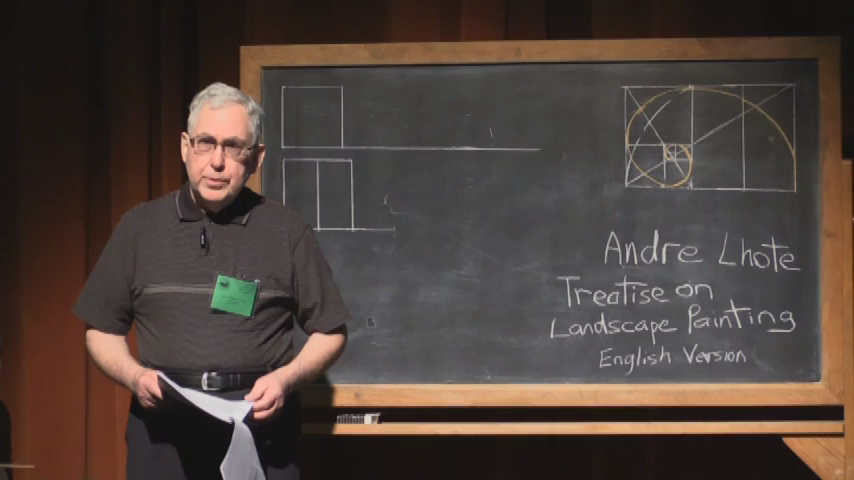 Andre Lhote
Treatise on
Landscape Painting
English Version